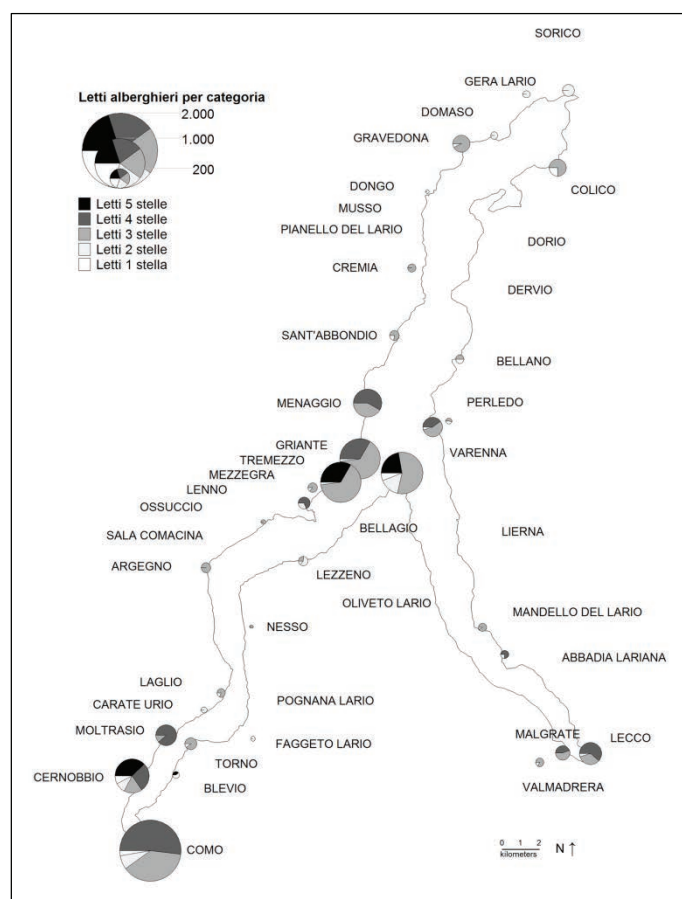 SORICO
GERA LARIO
Letti alberghieri per categoria
2.000
1.000
200
DOMASO
GRAVEDONA
Letti 5 stelle
Letti 4 stelle
Letti 3 stelle
Letti 2 stelle
Letti 1 stella
DONGO
COLICO
MUSSO
PIANELLO DEL LARIO
DORIO
CREMIA
DERVIO
SANT'ABBONDIO
BELLANO
MENAGGIO
PERLEDO
GRIANTE
VARENNA
TREMEZZO
MEZZEGRA
LENNO
OSSUCCIO
BELLAGIO
LIERNA
SALA COMACINA
ARGEGNO
LEZZENO
OLIVETO LARIO
MANDELLO DEL LARIO
NESSO
ABBADIA LARIANA
LAGLIO
POGNANA LARIO
CARATE URIO
MOLTRASIO
FAGGETO LARIO
MALGRATE
LECCO
TORNO
CERNOBBIO
BLEVIO
VALMADRERA
COMO
0 1 2
kilometers
N ↑